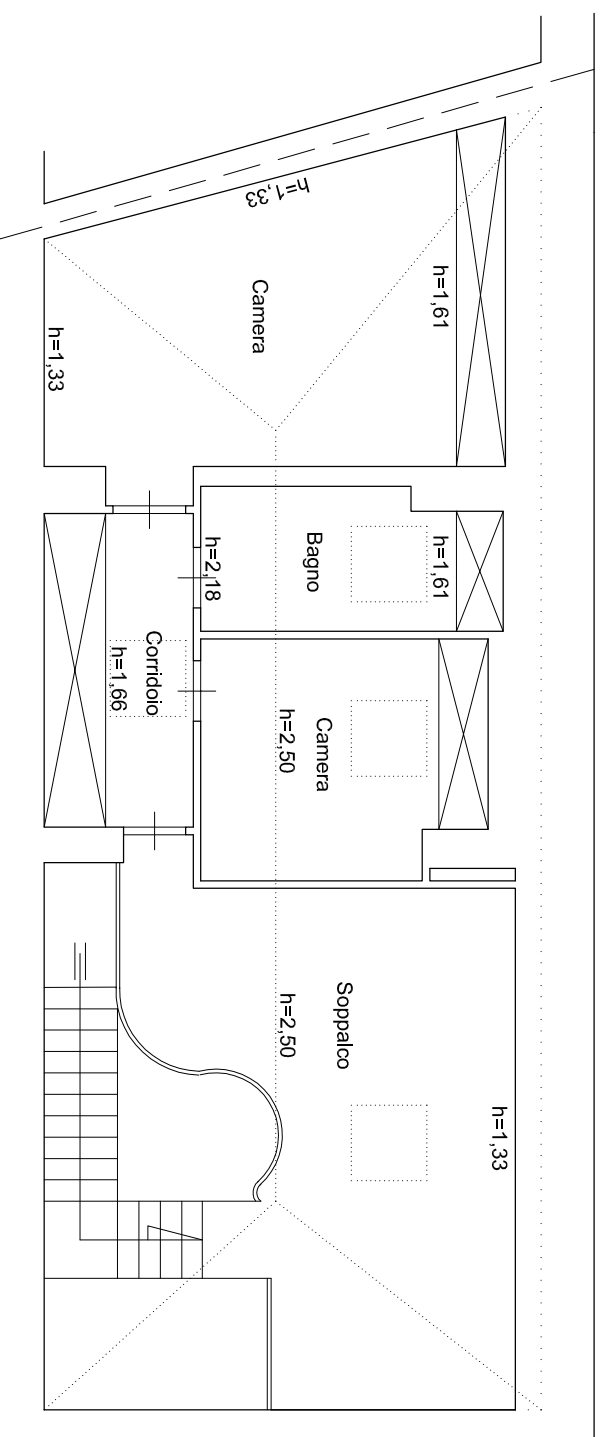 h=1,33
Camera
h=1,61
h=1,33
Bagno
h=1,61
h=2,18
Corridoio
h=1,66
Camera
h=2,50
Soppalco
h=2,50
h=1,33